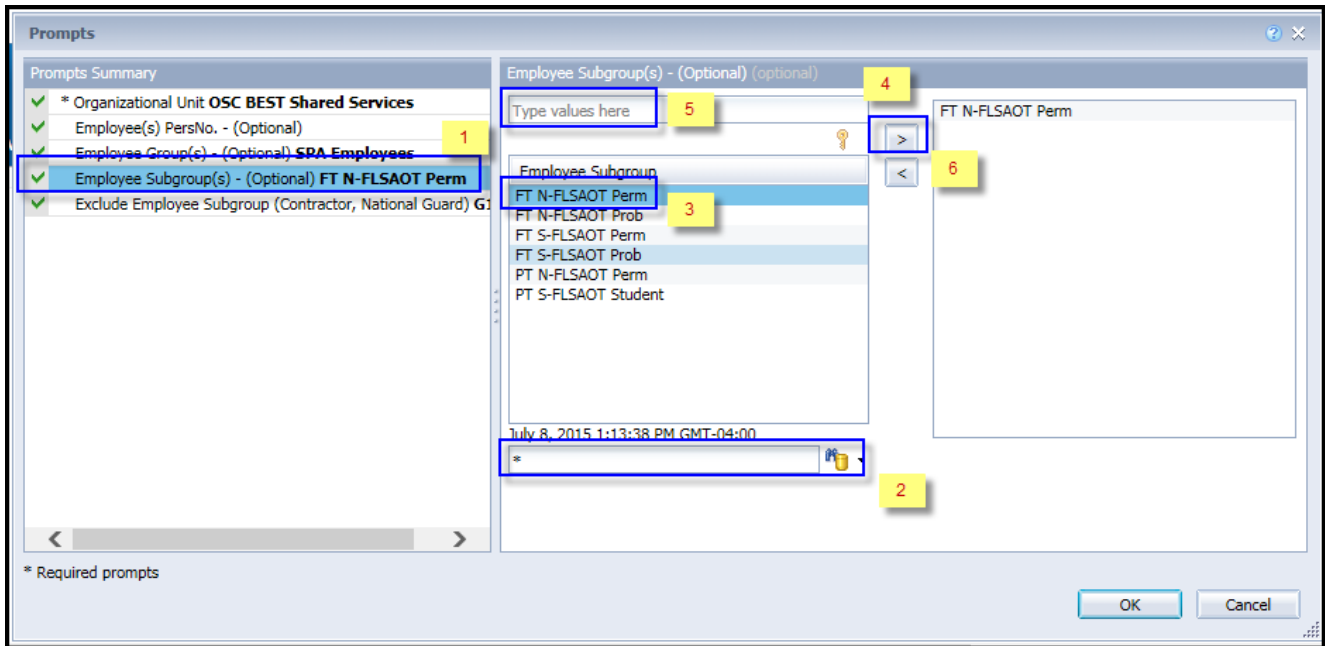 Prompts
Prompts Summary
* Organizational Unit OSC BEST Shared Services
Employee(s) PersNo. - (Optional)
1
Employee Group(s) - (Optional) SPA Employees
Employee Subgroup(s) - (Optional) FT N-FLSAOT Perm
Exclude Employee Subgroup (Contractor, National Guard) G1
Employee Subgroup(s) - (Optional) (optional)
4
Type values here
5
>
FT N-FLSAOT Perm
Employee Subgroup
<
6
FT N-FLSAOT Perm
3
FT N-FLSAOT Prob
FT S-FLSAOT Perm
FT S-FLSAOT Prob
PT N-FLSAOT Perm
PT S-FLSAOT Student
July 8, 2015 1:13:38 PM GMT-04:00
*
2
* Required prompts
OK
Cancel